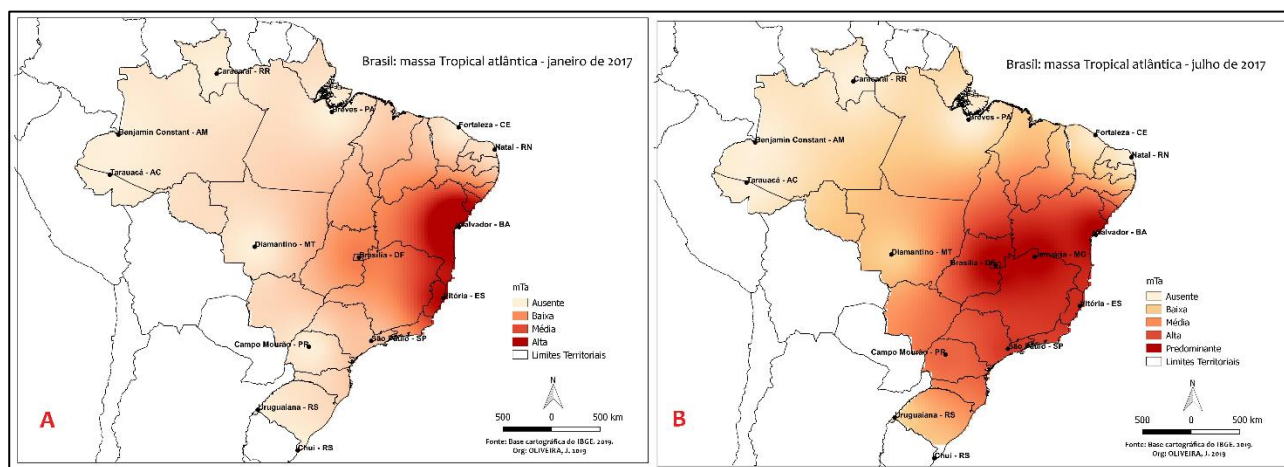 Brasil: massa Tropical atlântica - janeiro de 2017
Caracaraí - RR
Breves - PA
Fortaleza - CE
Natal - RN
Benjamin Constant - AM
Tarauacá - AC
Salvador - BA
Diamantino - MT
Brasília - DF
Vitória - ES
São Paulo - SP
Campo Mourão - PR
Uruguaiana - RS
Chuí - RS
mTa
Ausente
Baixa
Média
Alta
Limites Territoriais
N
500 0 500 km
Fonte: Base cartográfica do IBGE. 2019.
Org: OLIVEIRA, J. 2019
A
Brasil: massa Tropical atlântica - julho de 2017
Caracaraí - RR
Breves - PA
Fortaleza - CE
Natal - RN
Benjamin Constant - AM
Tarauacá - AC
Salvador - BA
Diamantino - MT
Brasília - DF
- MG
Vitória - ES
São Paulo - SP
Campo Mourão - PR
Uruguaiana - RS
Chuí - RS
mTa
Ausente
Baixa
Média
Alta
Predominante
Limites Territoriais
N
500 0 500 km
Fonte: Base cartográfica do IBGE. 2019.
Org: OLIVEIRA, J. 2019
B